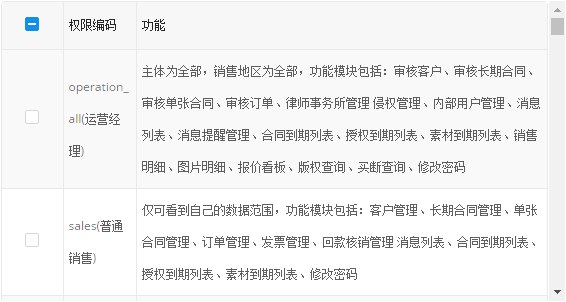 权限编码
功能
operation_
all(运营经
理)
主体为全部，销售地区为全部，功能模块包括：审核客户、审核长期合同、
审核单张合同、审核订单、律师事务所管理 侵权管理、内部用户管理、消息
列表、消息提醒管理、合同到期列表、授权到期列表、素材到期列表、销售
明细、图片明细、报价看板、版权查询、买断查询、修改密码
sales(普通
销售)
仅可看到自己的数据范围，功能模块包括：客户管理、长期合同管理、单张
合同管理、订单管理、发票管理、回款核销管理 消息列表、合同到期列表、
授权到期列表、素材到期列表、修改密码